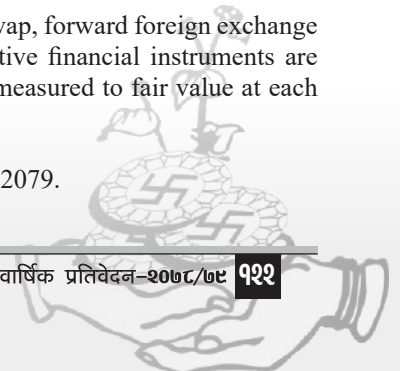 vap, forward foreign exchange
tive financial instruments are
measured to fair value at each
2079.
वार्षिक प्रतिवेदन–२०७८/७९ १२२